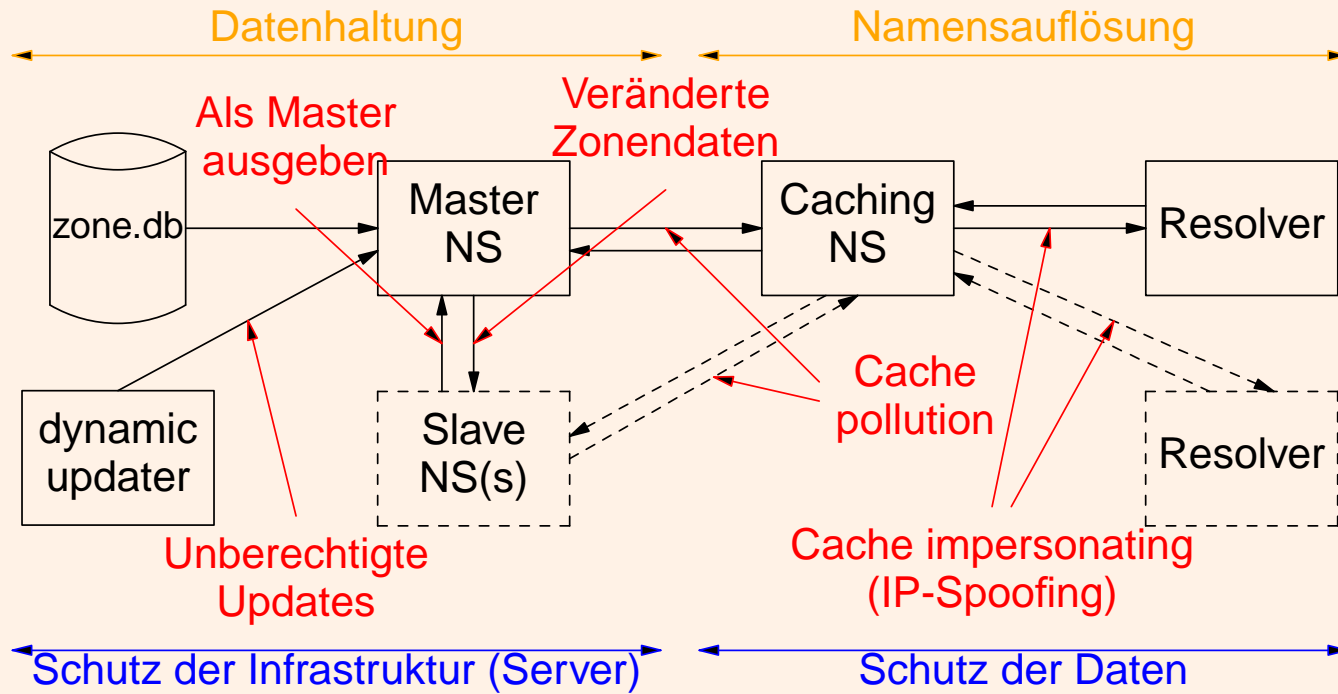 Datenhaltung
Namensauflösung
Als Master
ausgeben
Veränderte
Zonendaten
zone.db
Master
NS
Caching
NS
Resolver
dynamic
updater
Slave
NS(s)
Cache
pollution
Resolver
Unberechtigte
Updates
Cache impersonating
(IP-Spoofing)
Schutz der Infrastruktur (Server)
Schutz der Daten